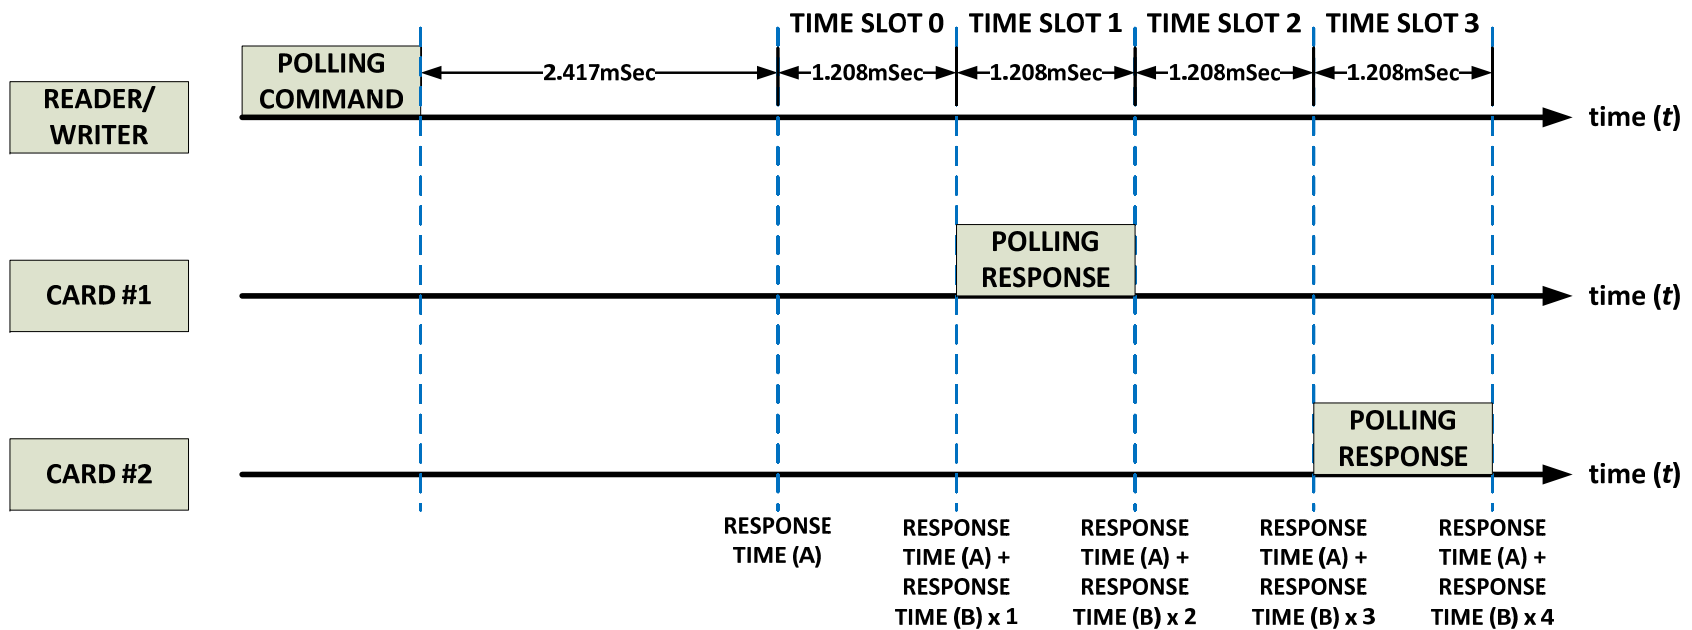 TIME SLOT 0 TIME SLOT 1 TIME SLOT 2 TIME SLOT 3
POLLING
COMMAND
2.417mSec 1.208mSec 1.208mSec 1.208mSec 1.208mSec
READER/
WRITER
time (t)
POLLING
RESPONSE
CARD #1
time (t)
POLLING
RESPONSE
CARD #2
time (t)
RESPONSE
TIME (A)
RESPONSE
TIME (A) +
RESPONSE
TIME (B) x 1
RESPONSE
TIME (A) +
RESPONSE
TIME (B) x 2
RESPONSE
TIME (A) +
RESPONSE
TIME (B) x 3
RESPONSE
TIME (A) +
RESPONSE
TIME (B) x 4